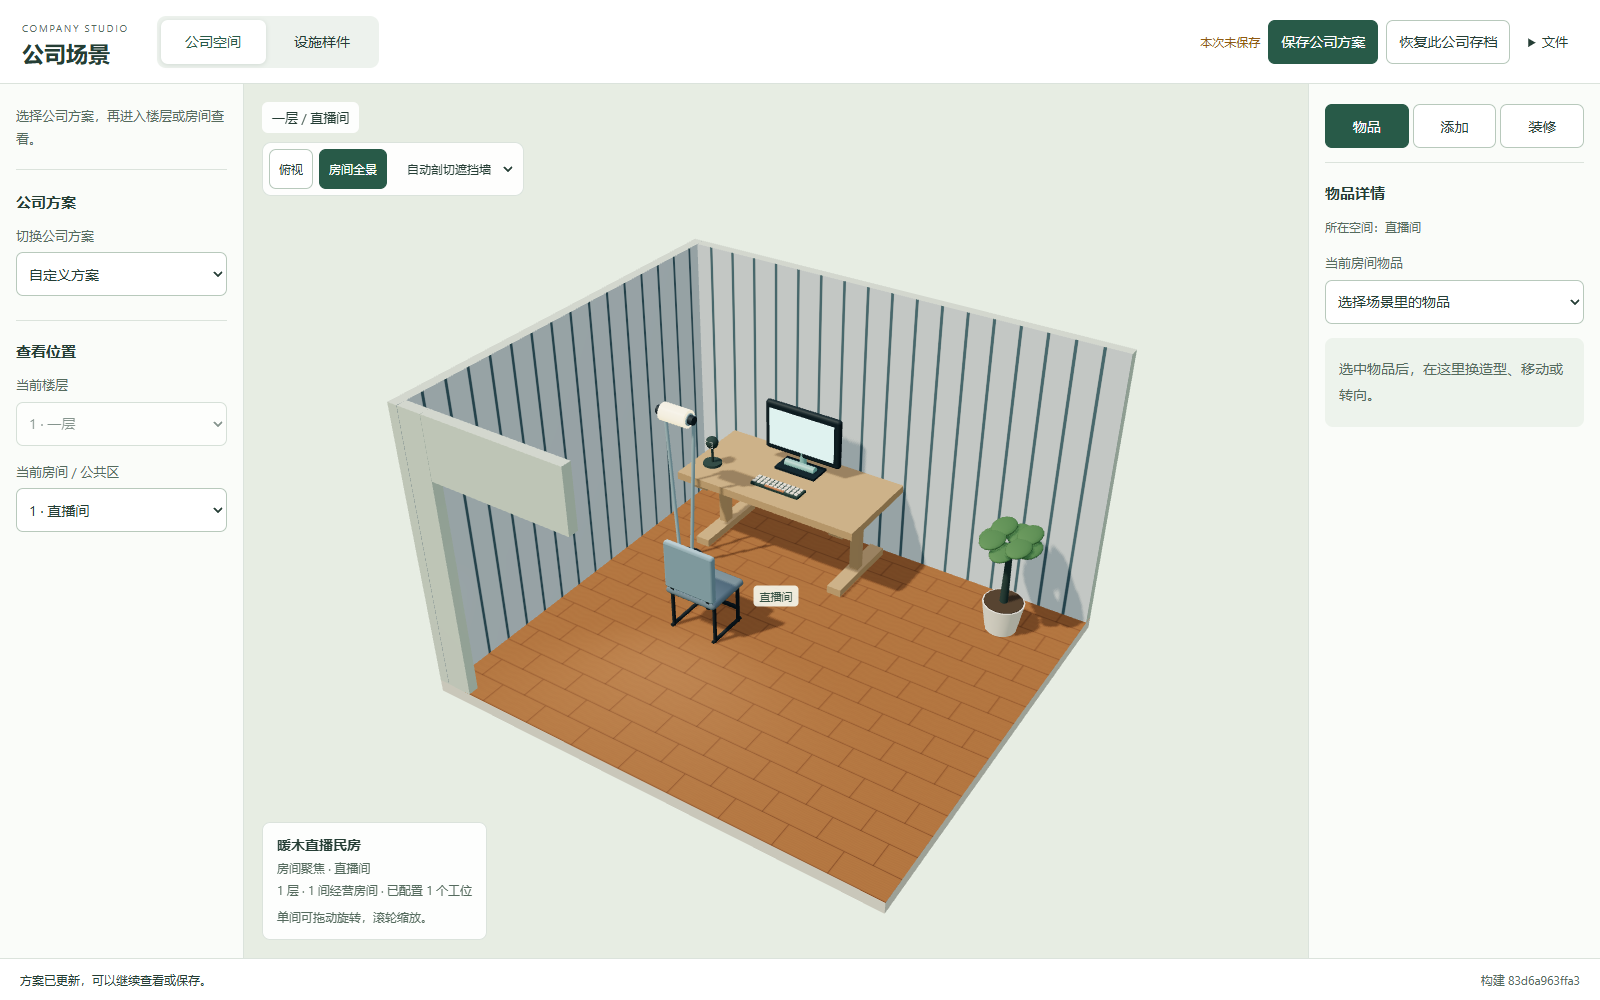 COMPANY STUDIO
公司场景
公司空间
设施样件
本次未保存
保存公司方案
恢复此公司存档
▶ 文件
选择公司方案，再进入楼层或房间查
看。
公司方案
切换公司方案
自定义方案
查看位置
当前楼层
1 · 一层
当前房间 / 公共区
1 · 直播间
一层 / 直播间
俯视
房间全景
自动剖切遮挡墙
直播间
暖木直播民房
房间聚焦 · 直播间
1 层 · 1 间经营房间 · 已配置 1 个工位
单间可拖动旋转，滚轮缩放。
物品
添加
装修
物品详情
所在空间：直播间
当前房间物品
选择场景里的物品
选中物品后，在这里换造型、移动或
转向。
方案已更新，可以继续查看或保存。
构建 83d6a963ffa3